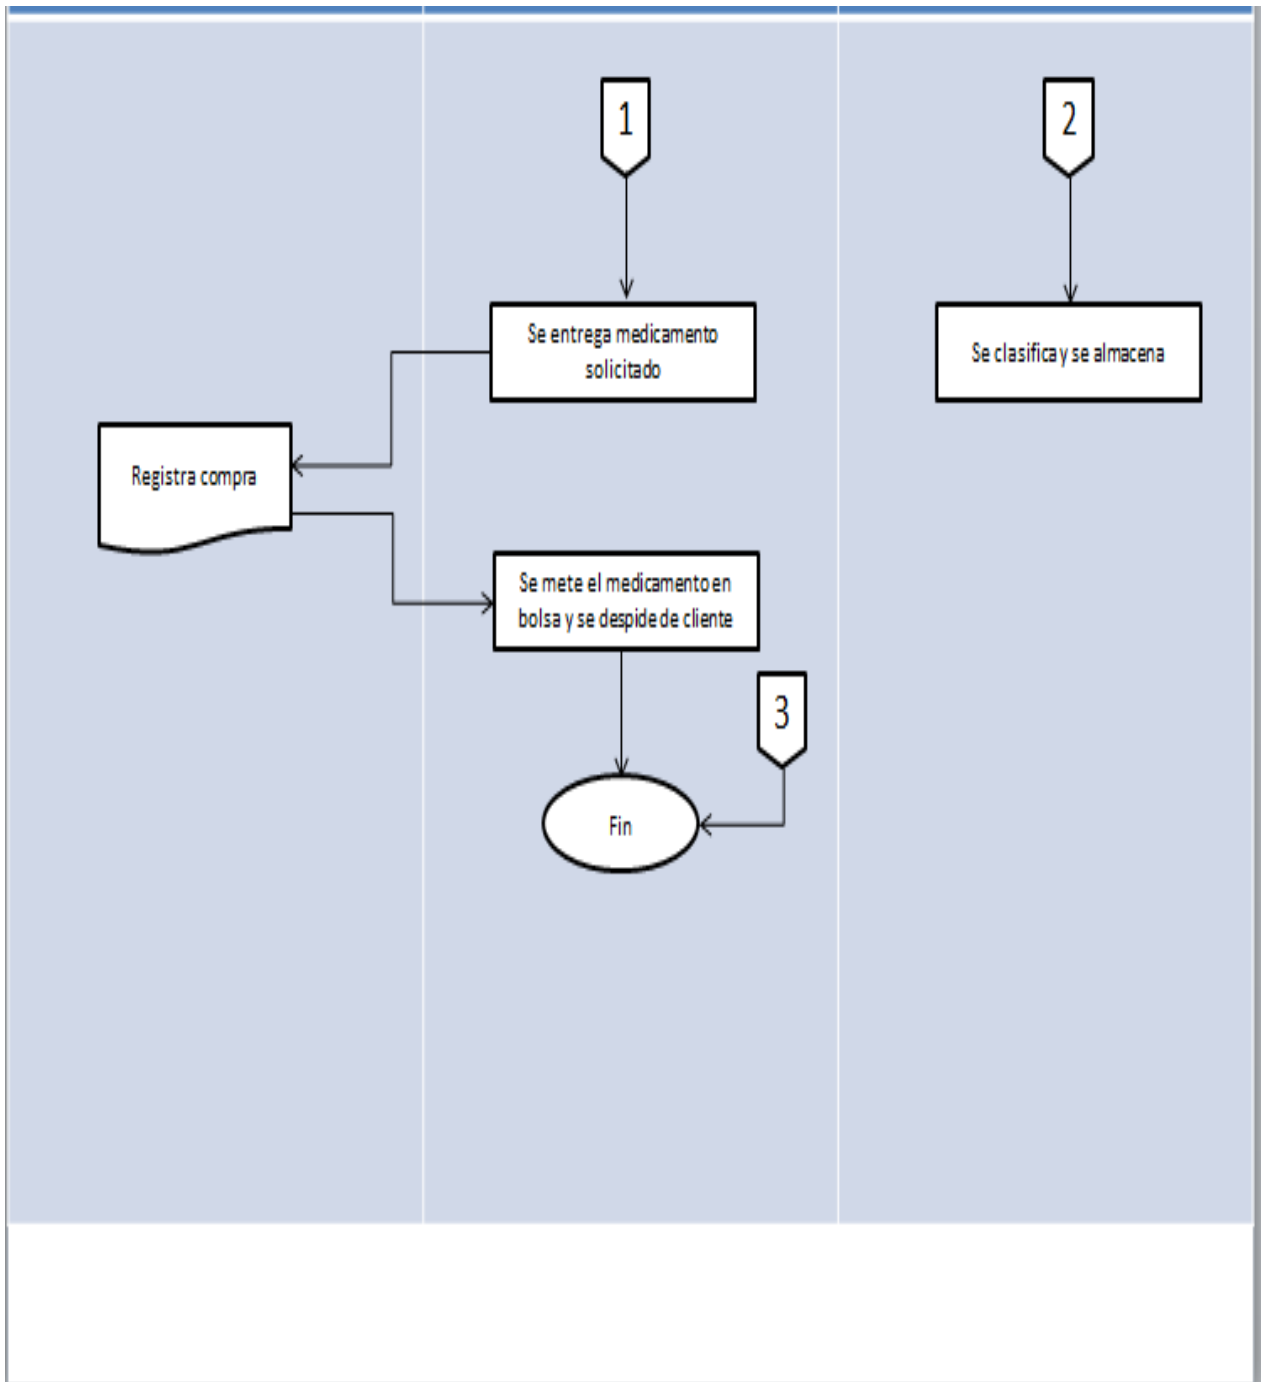 1
2
Se entrega medicamento
solicitado
Se clasifica y se almacena
Registra compra
Se mete el medicamento en
bolsa y se despide de cliente
3
Fin